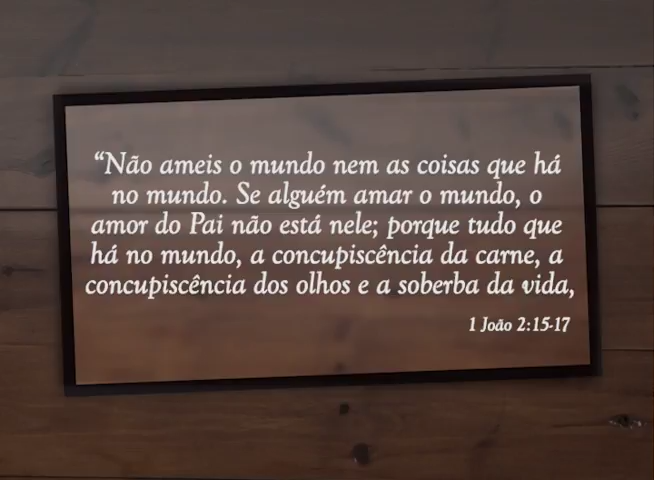 “Não ameis o mundo nem as coisas que há
no mundo. Se alguém amar o mundo, o
amor do Pai não está nele; porque tudo que
há no mundo, a concupiscência da carne, a
concupiscência dos olhos e a soberba da vida,
1 João 2:15-17